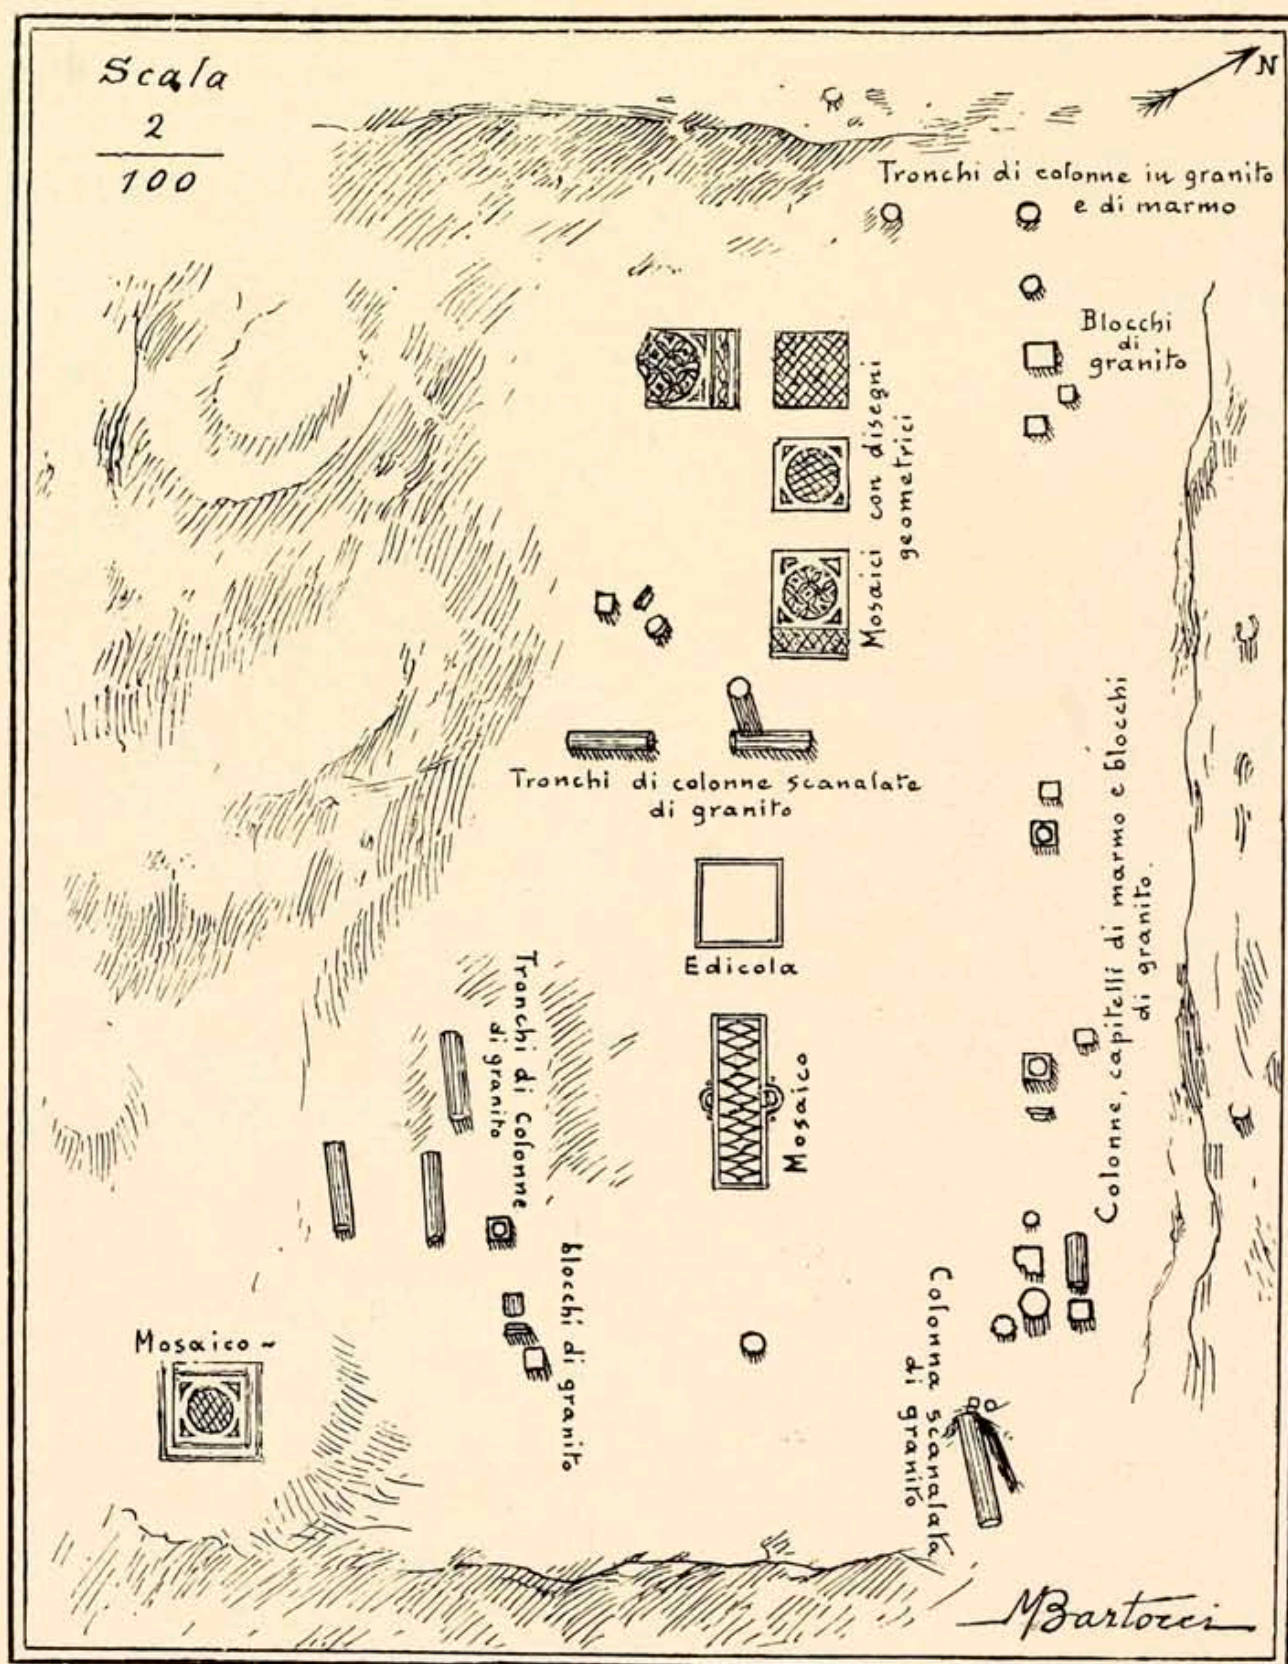 Scala
2
100
N
Tronchi di colonne in granito
e di marmo
Blocchi
di
granito
Mosaici con disegni
geometrici
Tronchi di colonne scanalate
di granito
Edicola
Colonne, capitelli di marmo e blocchi
di granito.
Tronchi di Colonne
di granito
Mosaico
blocchi di granito
Mosaico ~
Colonna scanalata
di granito
MBartocci